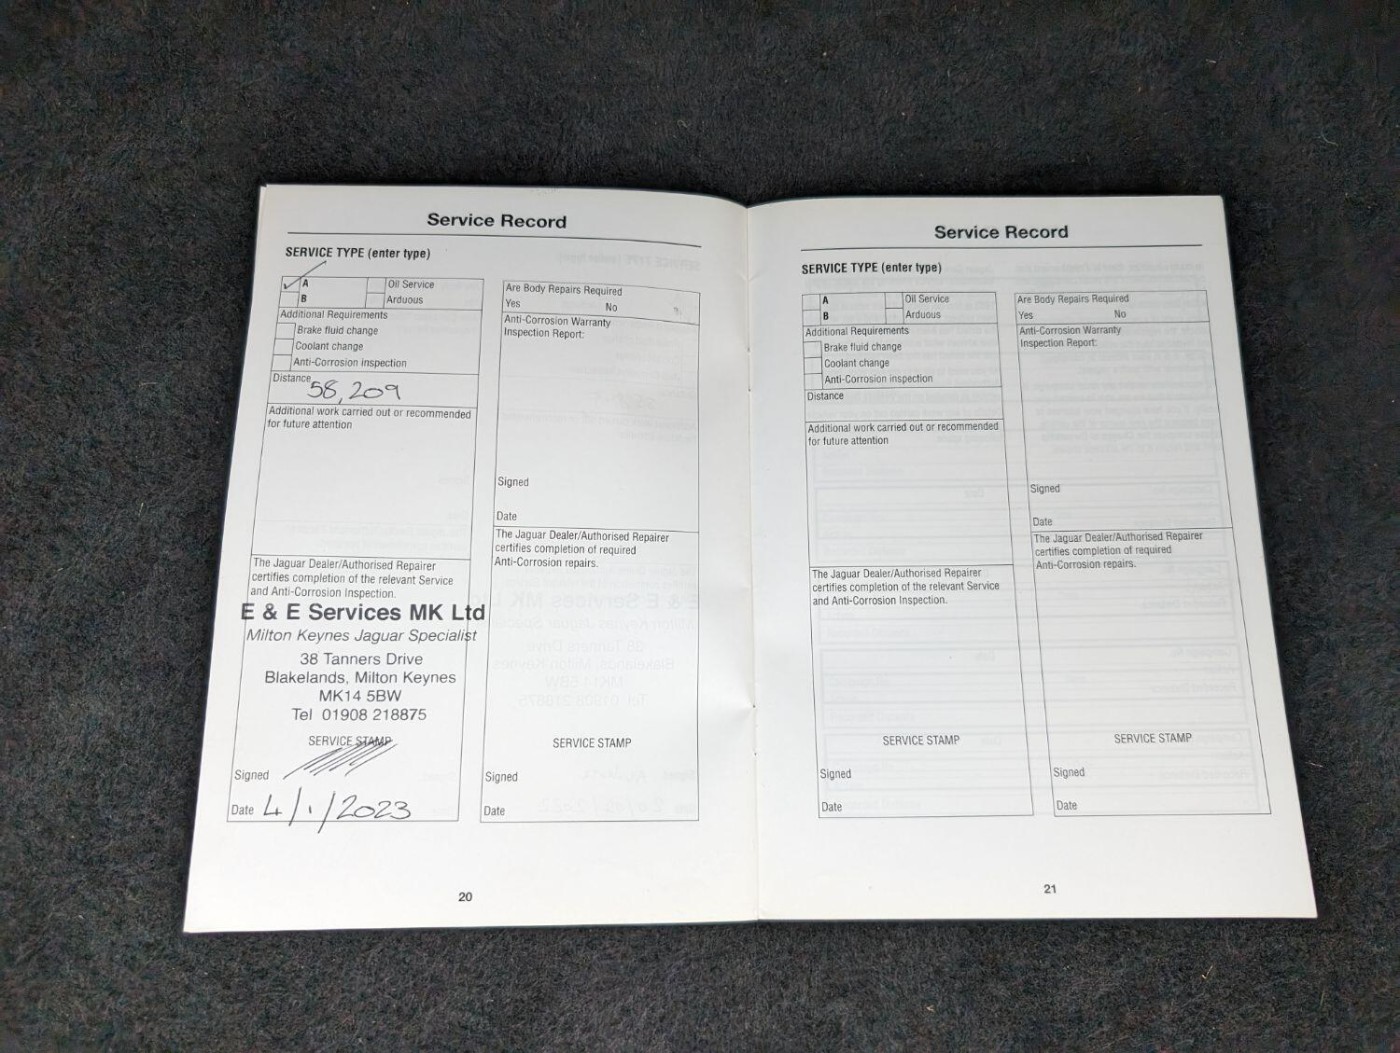 Service Record
SERVICE TYPE (enter type)
A
Oil Service
B
Arduous
Additional Requirements
Brake fluid change
Coolant change
Anti-Corrosion inspection
Distance
58,209
Additional work carried out or recommended
for future attention
The Jaguar Dealer/Authorised Repairer
certifies completion of the relevant Service
and Anti-Corrosion Inspection.
E & E Services MK Ltd
Milton Keynes Jaguar Specialist
38 Tanners Drive
Blakelands, Milton Keynes
MK14 5BW
Tel 01908 218875
SERVICE STAMP
Signed
Date 4/1/2023
Are Body Repairs Required
Yes No
Anti-Corrosion Warranty
Inspection Report:
Signed
Date
The Jaguar Dealer/Authorised Repairer
certifies completion of required
Anti-Corrosion repairs.
SERVICE STAMP
Signed
Date
20
Service Record
SERVICE TYPE (enter type)
A
Oil Service
B
Arduous
Additional Requirements
Brake fluid change
Coolant change
Anti-Corrosion inspection
Distance
Additional work carried out or recommended
for future attention
The Jaguar Dealer/Authorised Repairer
certifies completion of the relevant Service
and Anti-Corrosion Inspection.
SERVICE STAMP
Signed
Date
Are Body Repairs Required
Yes No
Anti-Corrosion Warranty
Inspection Report:
Signed
Date
The Jaguar Dealer/Authorised Repairer
certifies completion of required
Anti-Corrosion repairs.
SERVICE STAMP
Signed
Date
21